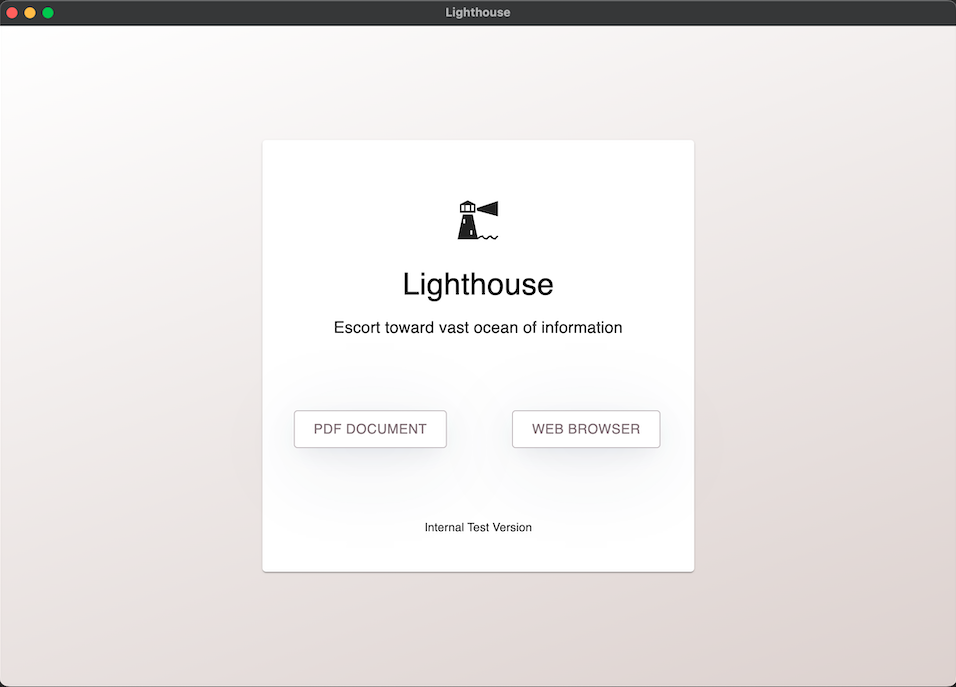 Lighthouse
Lighthouse
Escort toward vast ocean of information
PDF DOCUMENT
WEB BROWSER
Internal Test Version